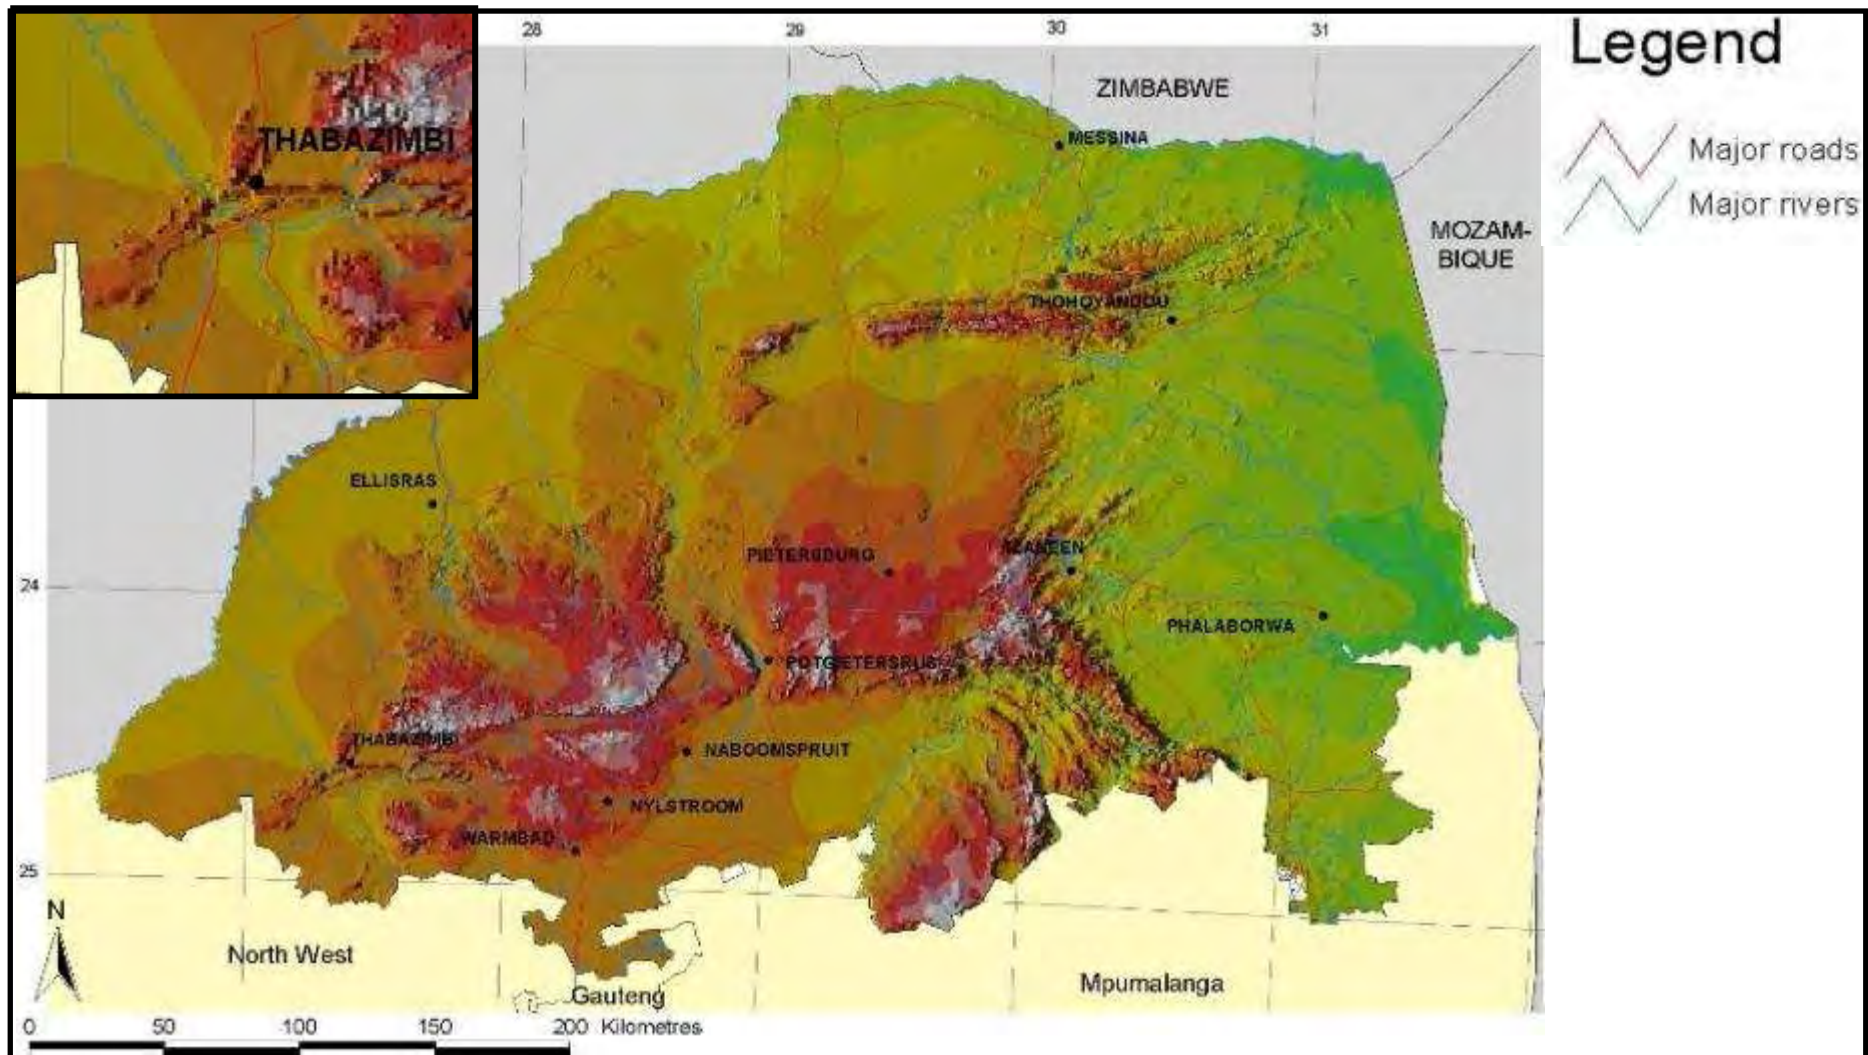 28
29
30
31
Legend
ZIMBABWE
THABAZIMBI
MESSINA
Major roads
Major rivers
MOZAM-
BIQUE
THOHOYANDOU
ELLISRAS
PIETERSBURG
TZANEEN
24
PHALABORWA
POTGIETERSRUS
THABAZIMBI
NABOOMSPRUIT
NYLSTROOM
WARMBAD
25
N
North West
Gauteng
Mpumalanga
0 50 100 150 200 Kilometres